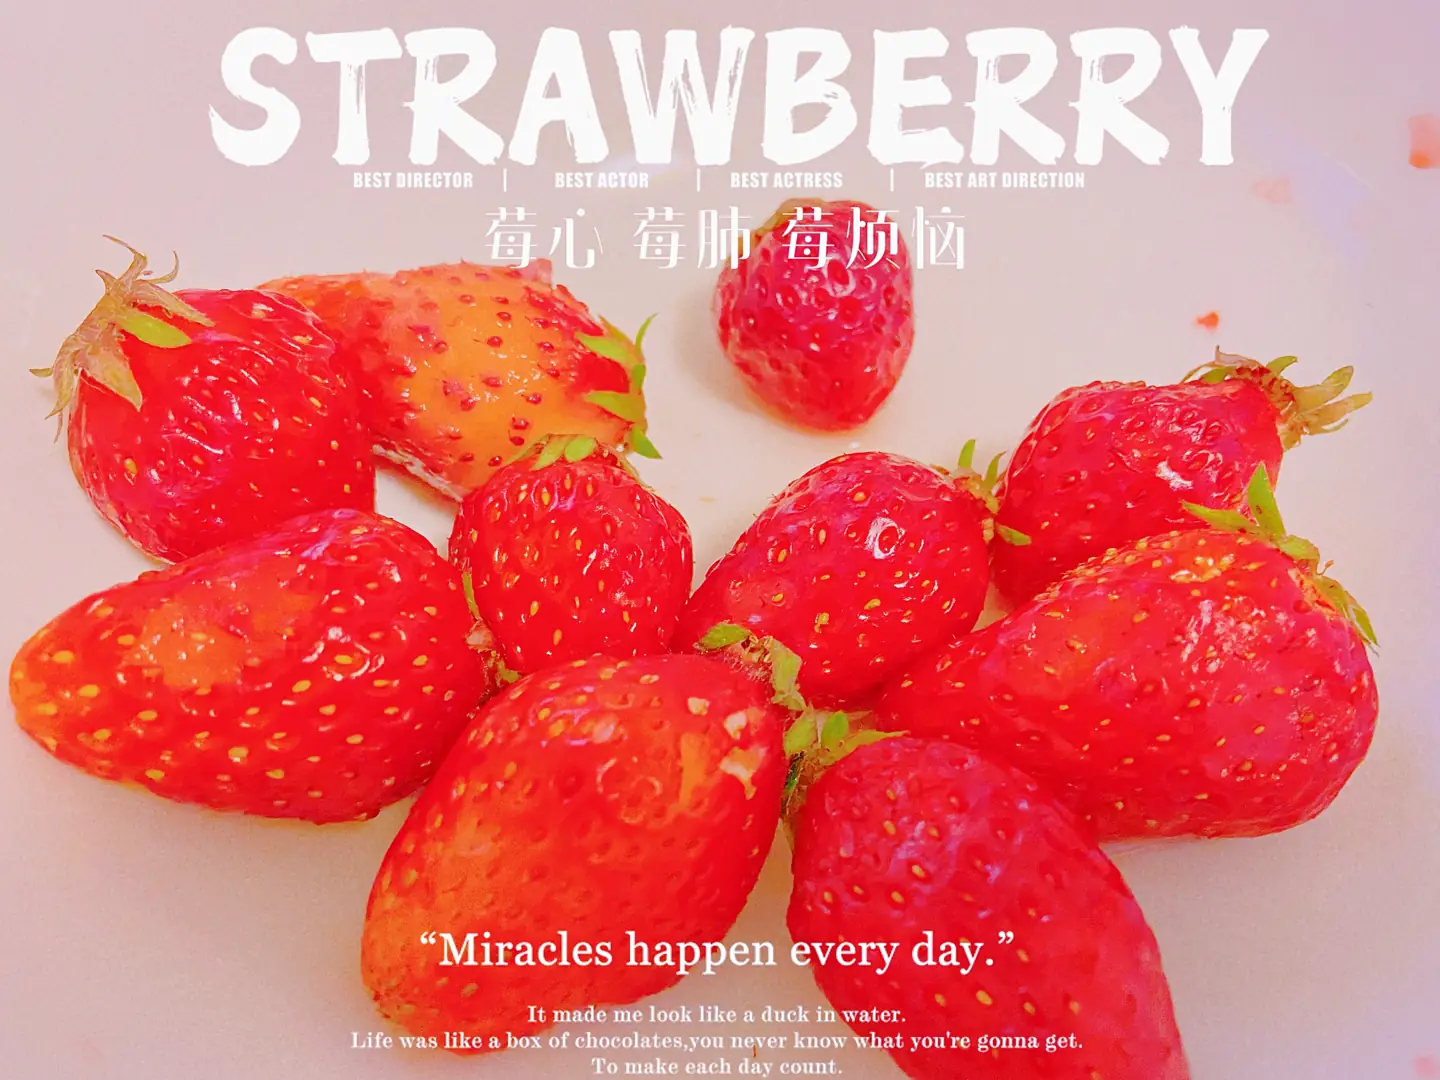 STRAWBERRY
BEST DIRECTOR | BEST ACTOR | BEST ACTRESS | BEST ART DIRECTION
莓心 莓肺 莓烦恼
“Miracles happen every day.”
It made me look like a duck in water.
Life was like a box of chocolates,you never know what you're gonna get.
To make each day count.